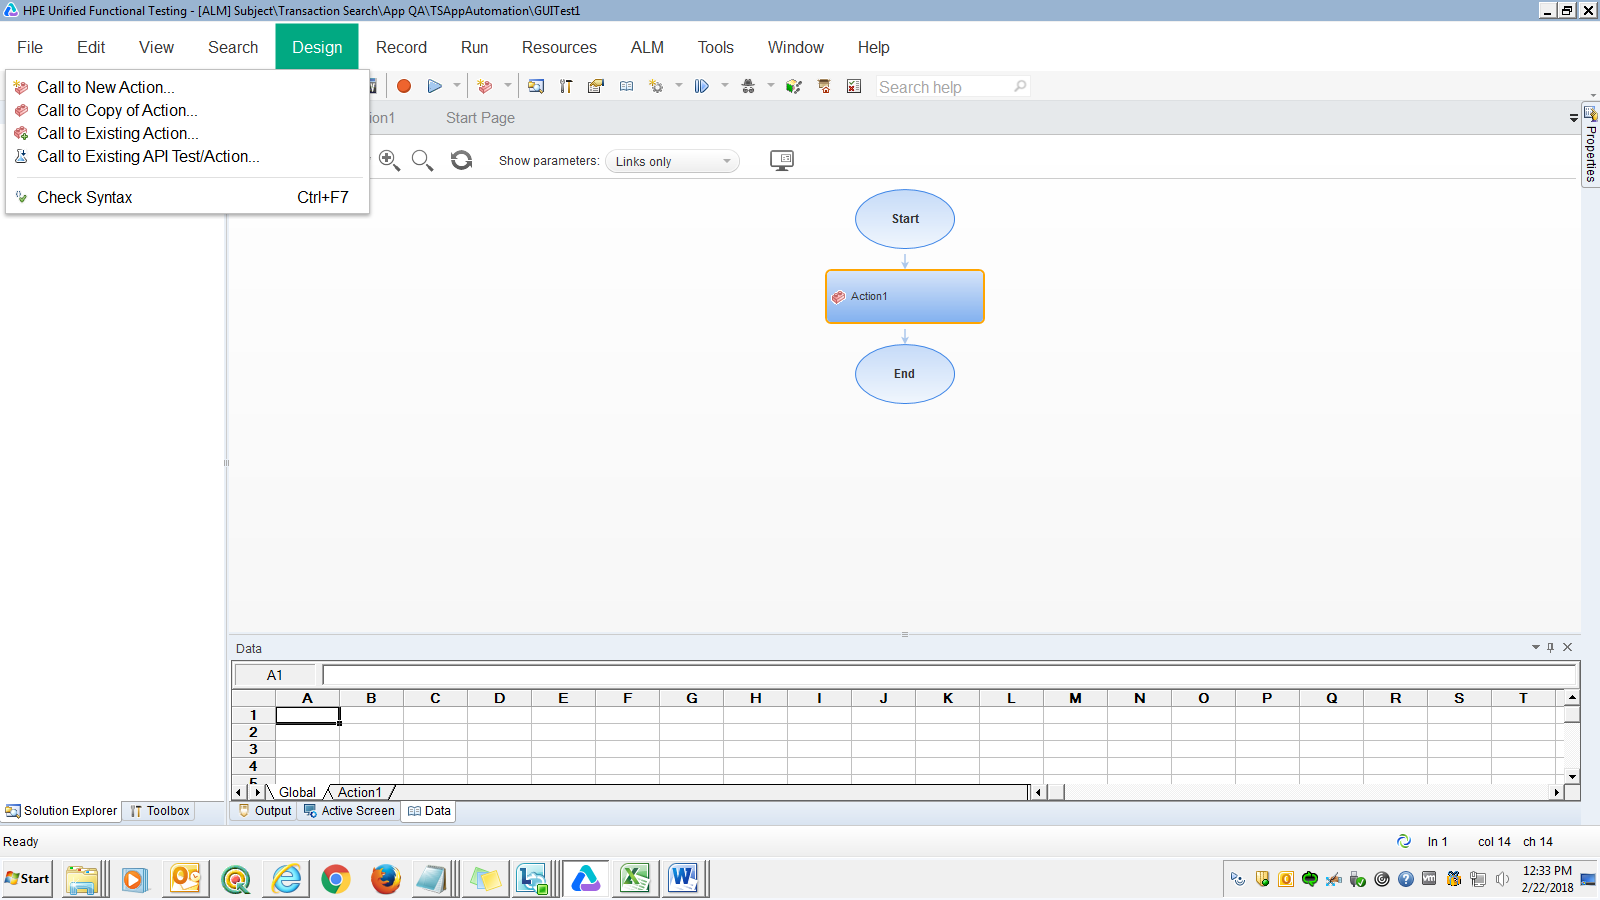 HPE Unified Functional Testing - [ALM] Subject\Transaction Search\App QA\TSAppAutomation\GUITest1
File Edit View Search Design Record Run Resources ALM Tools Window Help
Call to New Action...
Call to Copy of Action...
Call to Existing Action...
Call to Existing API Test/Action...
Check Syntax Ctrl+F7
Search help
ion1 Start Page
Show parameters: Links only
Properties
Start
Action1
End
Data
A1
A B C D E F G H I J K L M N O P Q R S T
1
2
3
4
5
Global Action1
Solution Explorer Toolbox Output Active Screen Data
Ready ln 1 col 14 ch 14
Start
12:33 PM
2/22/2018